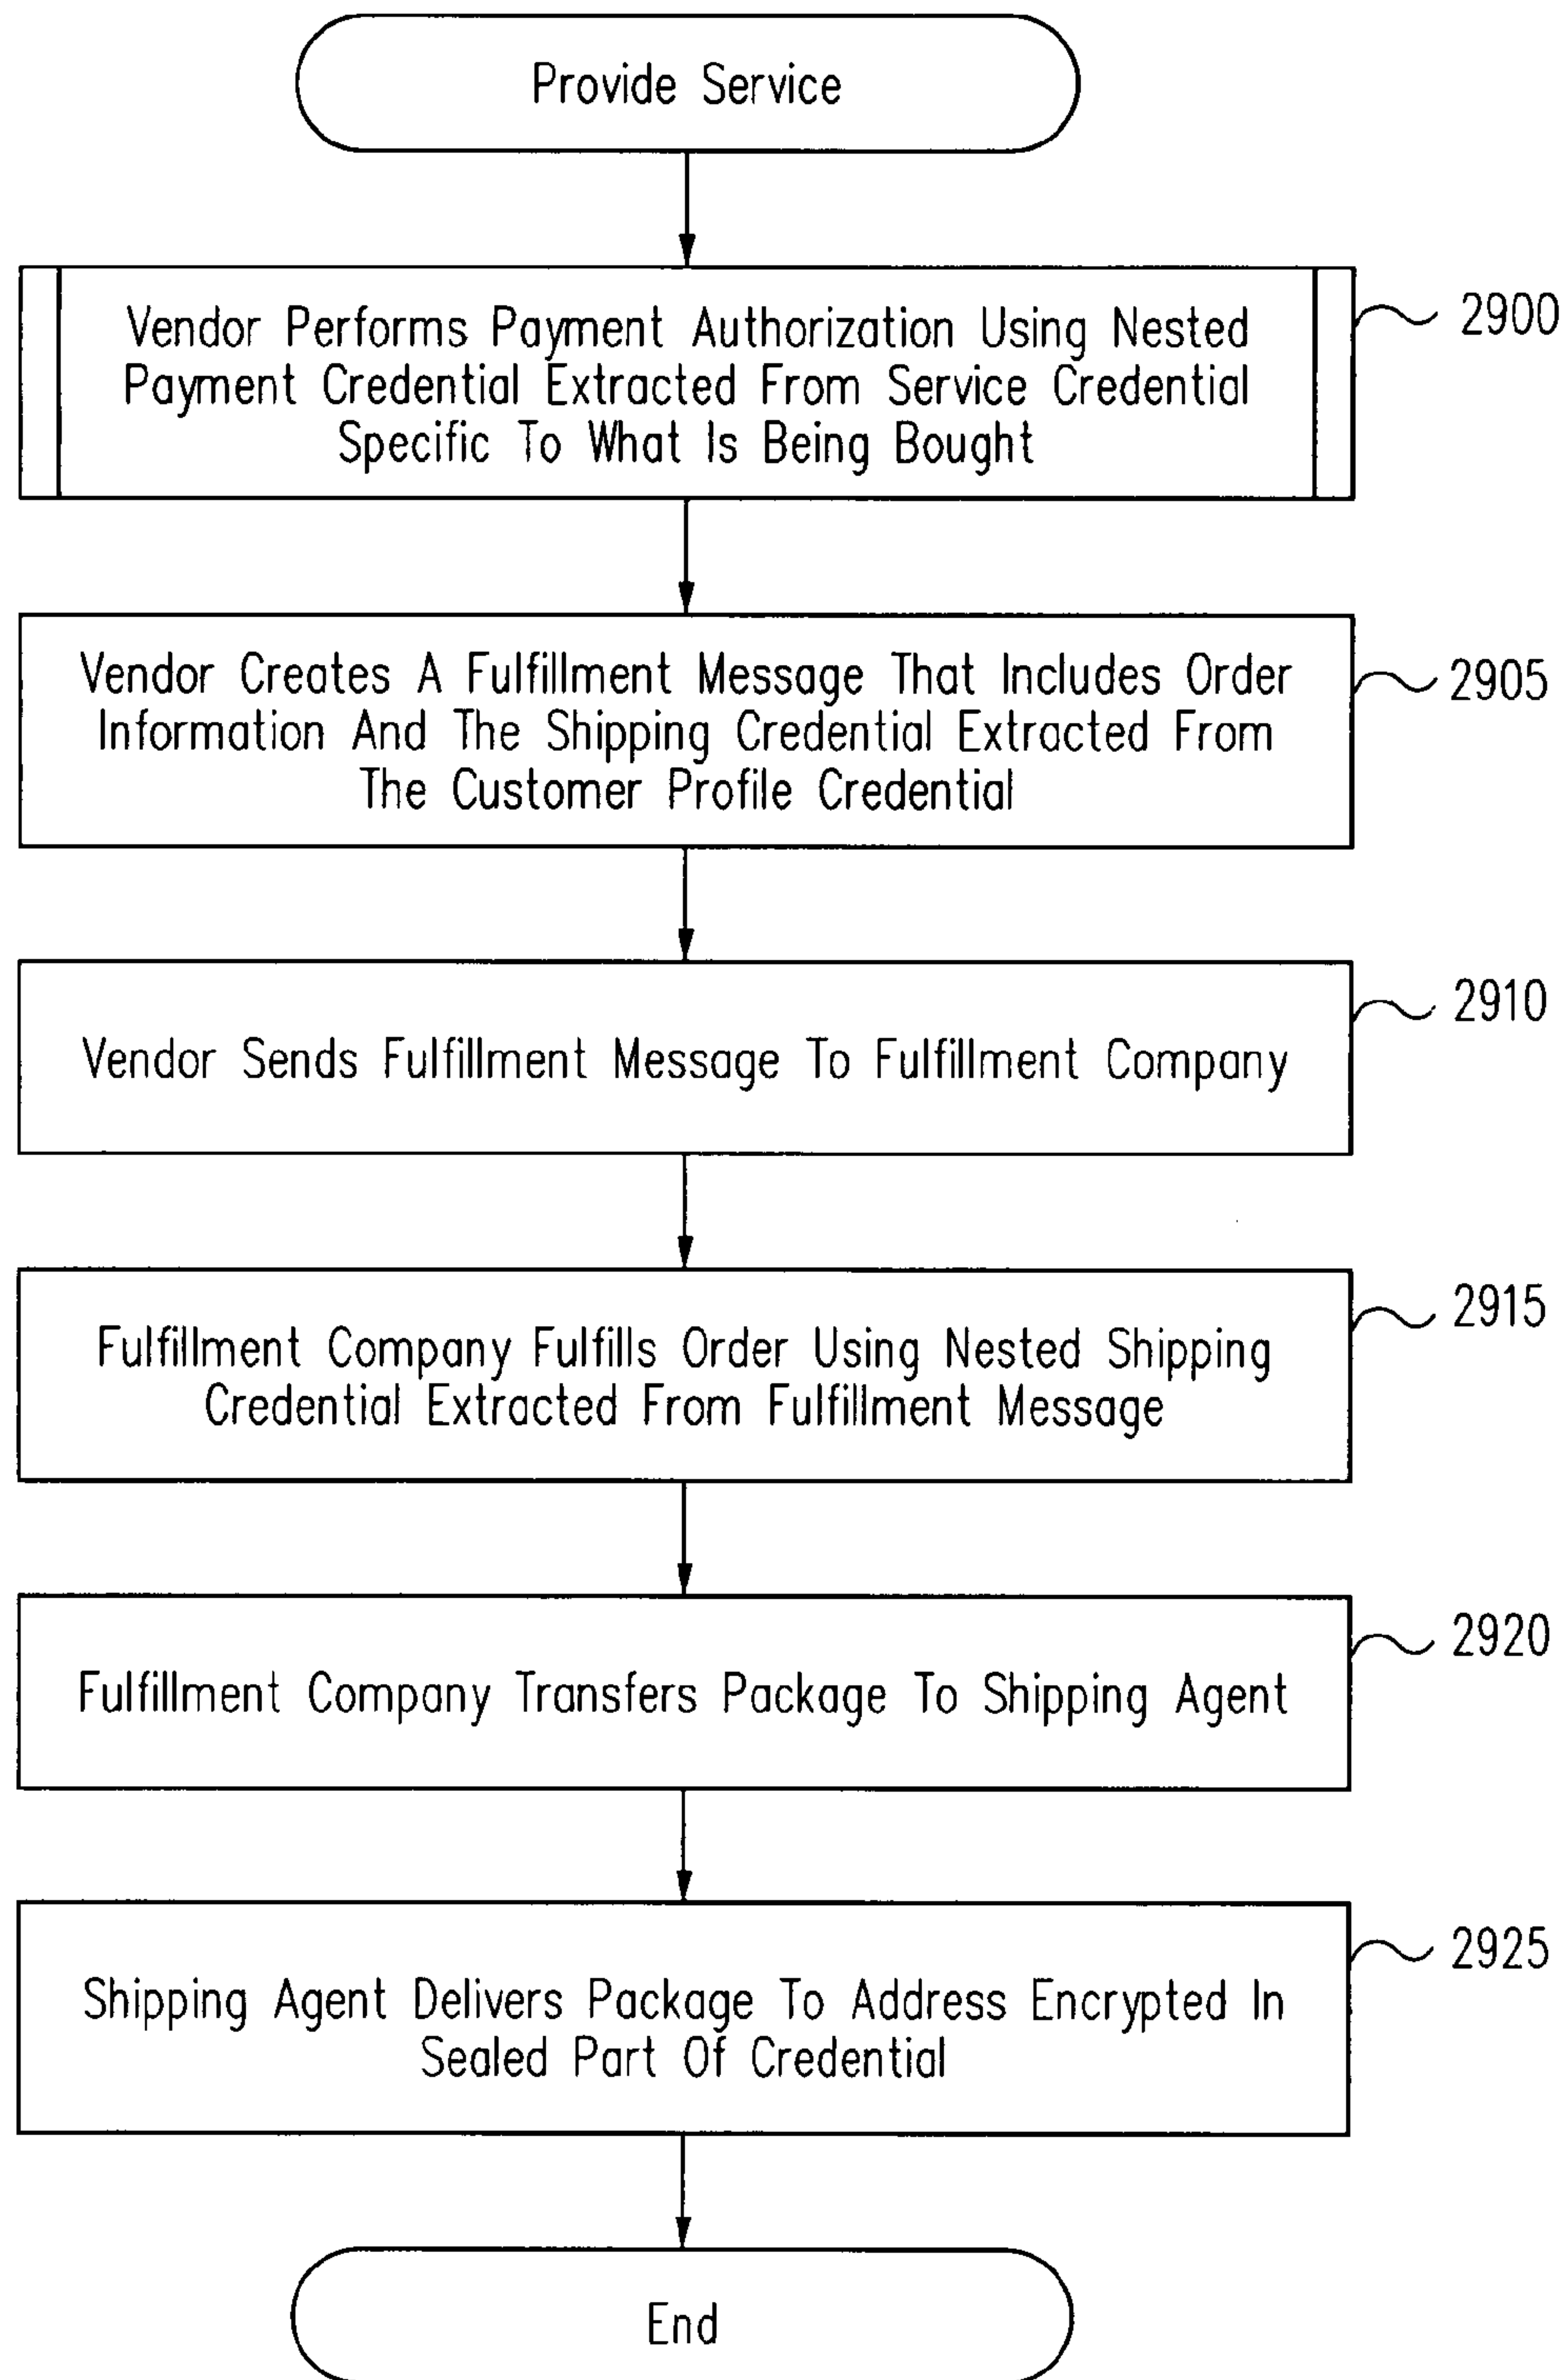 Provide Service
Vendor Performs Payment Authorization Using Nested
Payment Credential Extracted From Service Credential
Specific To What Is Being Bought
2900
Vendor Creates A Fulfillment Message That Includes Order
Information And The Shipping Credential Extracted From
The Customer Profile Credential
2905
Vendor Sends Fulfillment Message To Fulfillment Company
2910
Fulfillment Company Fulfills Order Using Nested Shipping
Credential Extracted From Fulfillment Message
2915
Fulfillment Company Transfers Package To Shipping Agent
2920
Shipping Agent Delivers Package To Address Encrypted In
Sealed Part Of Credential
2925
End